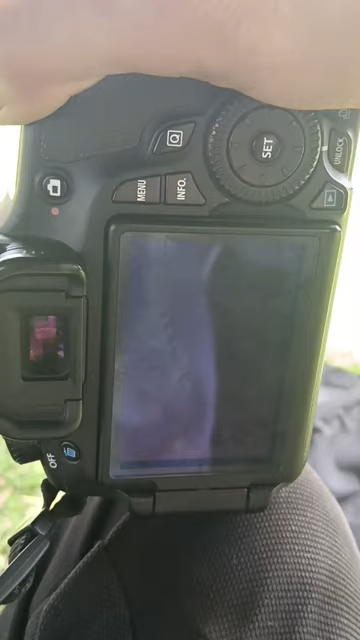 Q
SET
UNLOCK
MENU
INFO.
OFF